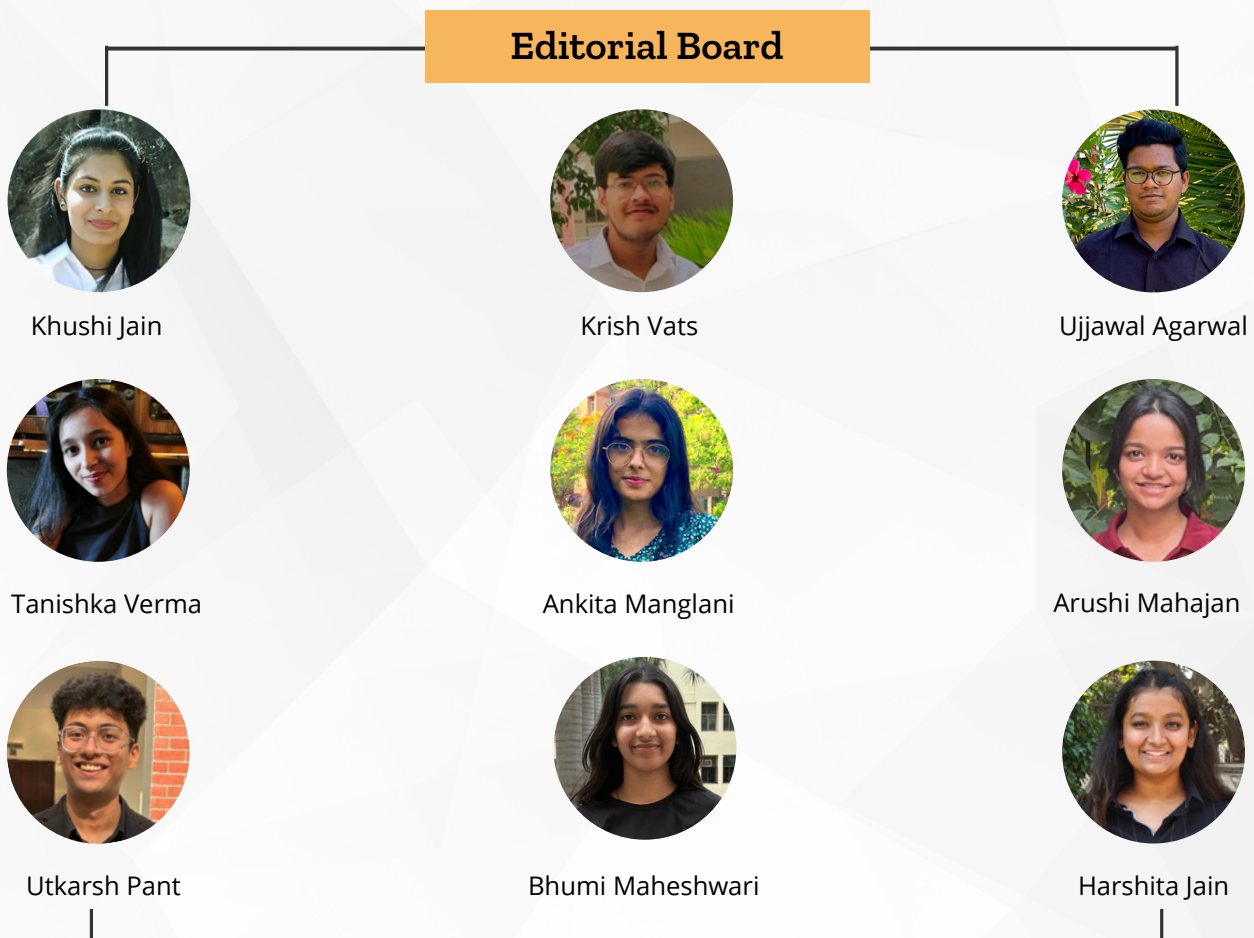 Editorial Board
Khushi Jain
Krish Vats
Ujjawal Agarwal
Tanishka Verma
Ankita Manglani
Arushi Mahajan
Utkarsh Pant
Bhumi Maheshwari
Harshita Jain